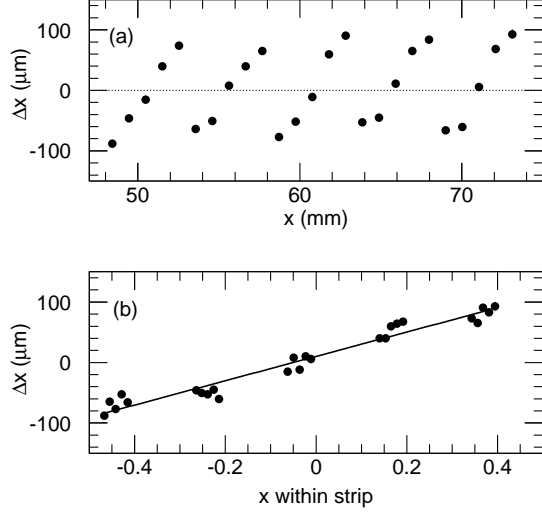 (a)
100
0
-100
Δx (μm)
50 60 70
x (mm)
(b)
100
0
-100
Δx (μm)
-0.4 -0.2 0 0.2 0.4
x within strip